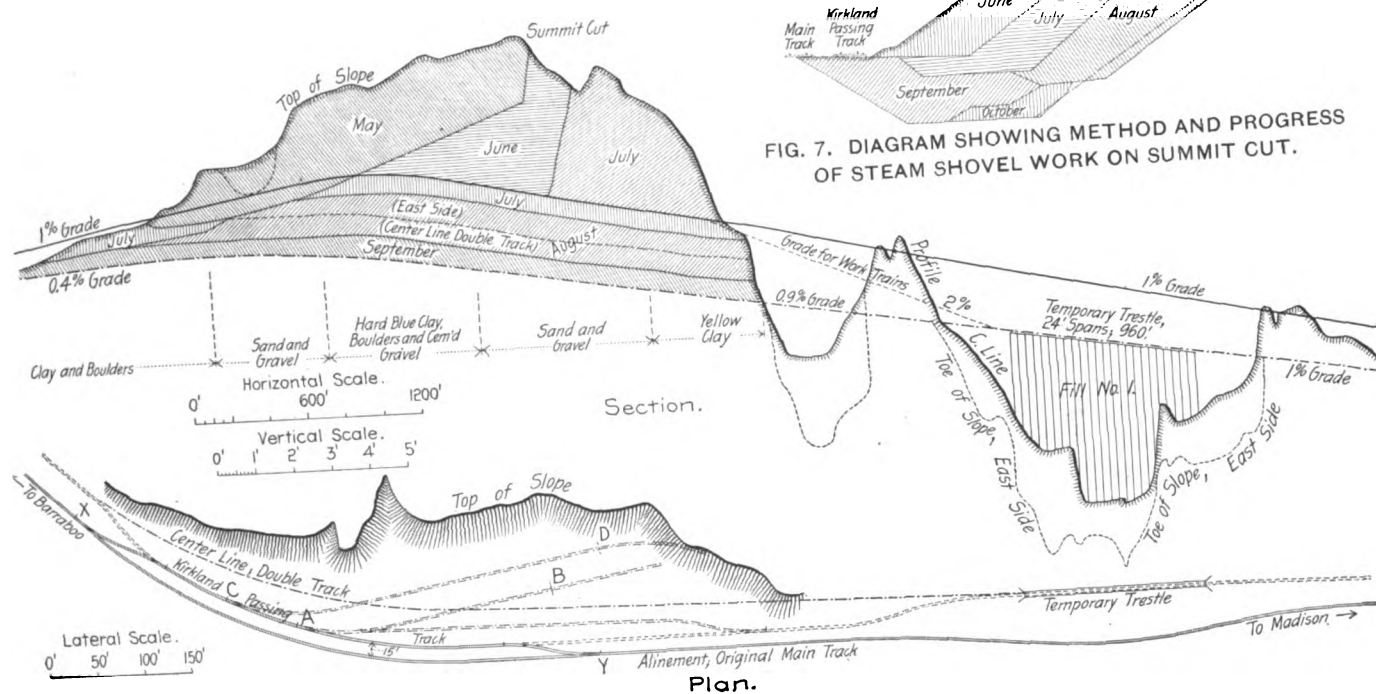 June
July
August
Main
Track
Kirkland
Passing
Track
September
October
FIG. 7. DIAGRAM SHOWING METHOD AND PROGRESS
OF STEAM SHOVEL WORK ON SUMMIT CUT.
Summit Cut
Top of Slope
May
June
July
1% Grade
July
July
(East Side)
(Center Line Double Track)
August
September
0.4% Grade
Grade for Work Trains
2%
0.9% Grade
Profile
1% Grade
Temporary Trestle,
24' Spans; 960'
C. Line
Fill No. 1.
1% Grade
Toe of Slope,
East
Side
Toe of Slope,
East Side
Clay and Boulders
Sand and
Gravel
Hard Blue Clay,
Boulders and Cem'd
Gravel
Sand and
Gravel
Yellow
Clay
Horizontal Scale.
0' 600' 1200'
Section.
Vertical Scale.
0' 1' 2' 3' 4' 5'
To Barraboo
X
Top of Slope
Center Line, Double Track
D
B
Kirkland Passing
C
A
Track
15'
Y
Alinement, Original Main Track
Temporary Trestle
To Madison
Lateral Scale.
0' 50' 100' 150'
Plan.